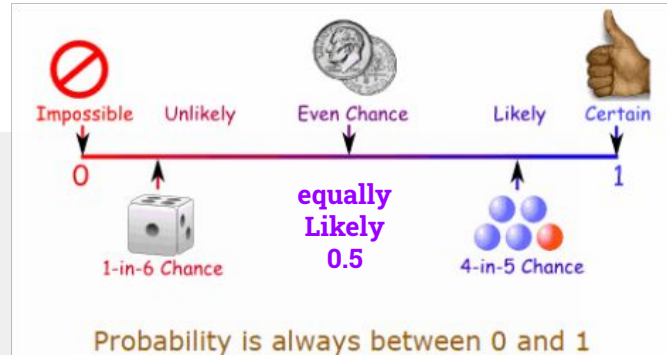 Impossible Unlikely Even Chance Likely Certain
0 1
equally
Likely
0.5
1-in-6 Chance 4-in-5 Chance
Probability is always between 0 and 1